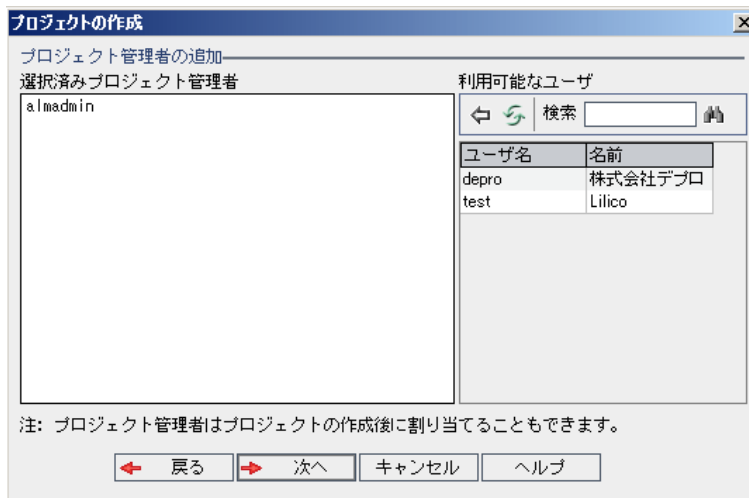 プロジェクトの作成
プロジェクト管理者の追加
選択済みプロジェクト管理者
almadmin
利用可能なユーザ
検索
ユーザ名 名前
depro 株式会社デプロ
test Lilico
注: プロジェクト管理者はプロジェクトの作成後に割り当てることもできます。
戻る 次へ キャンセル ヘルプ